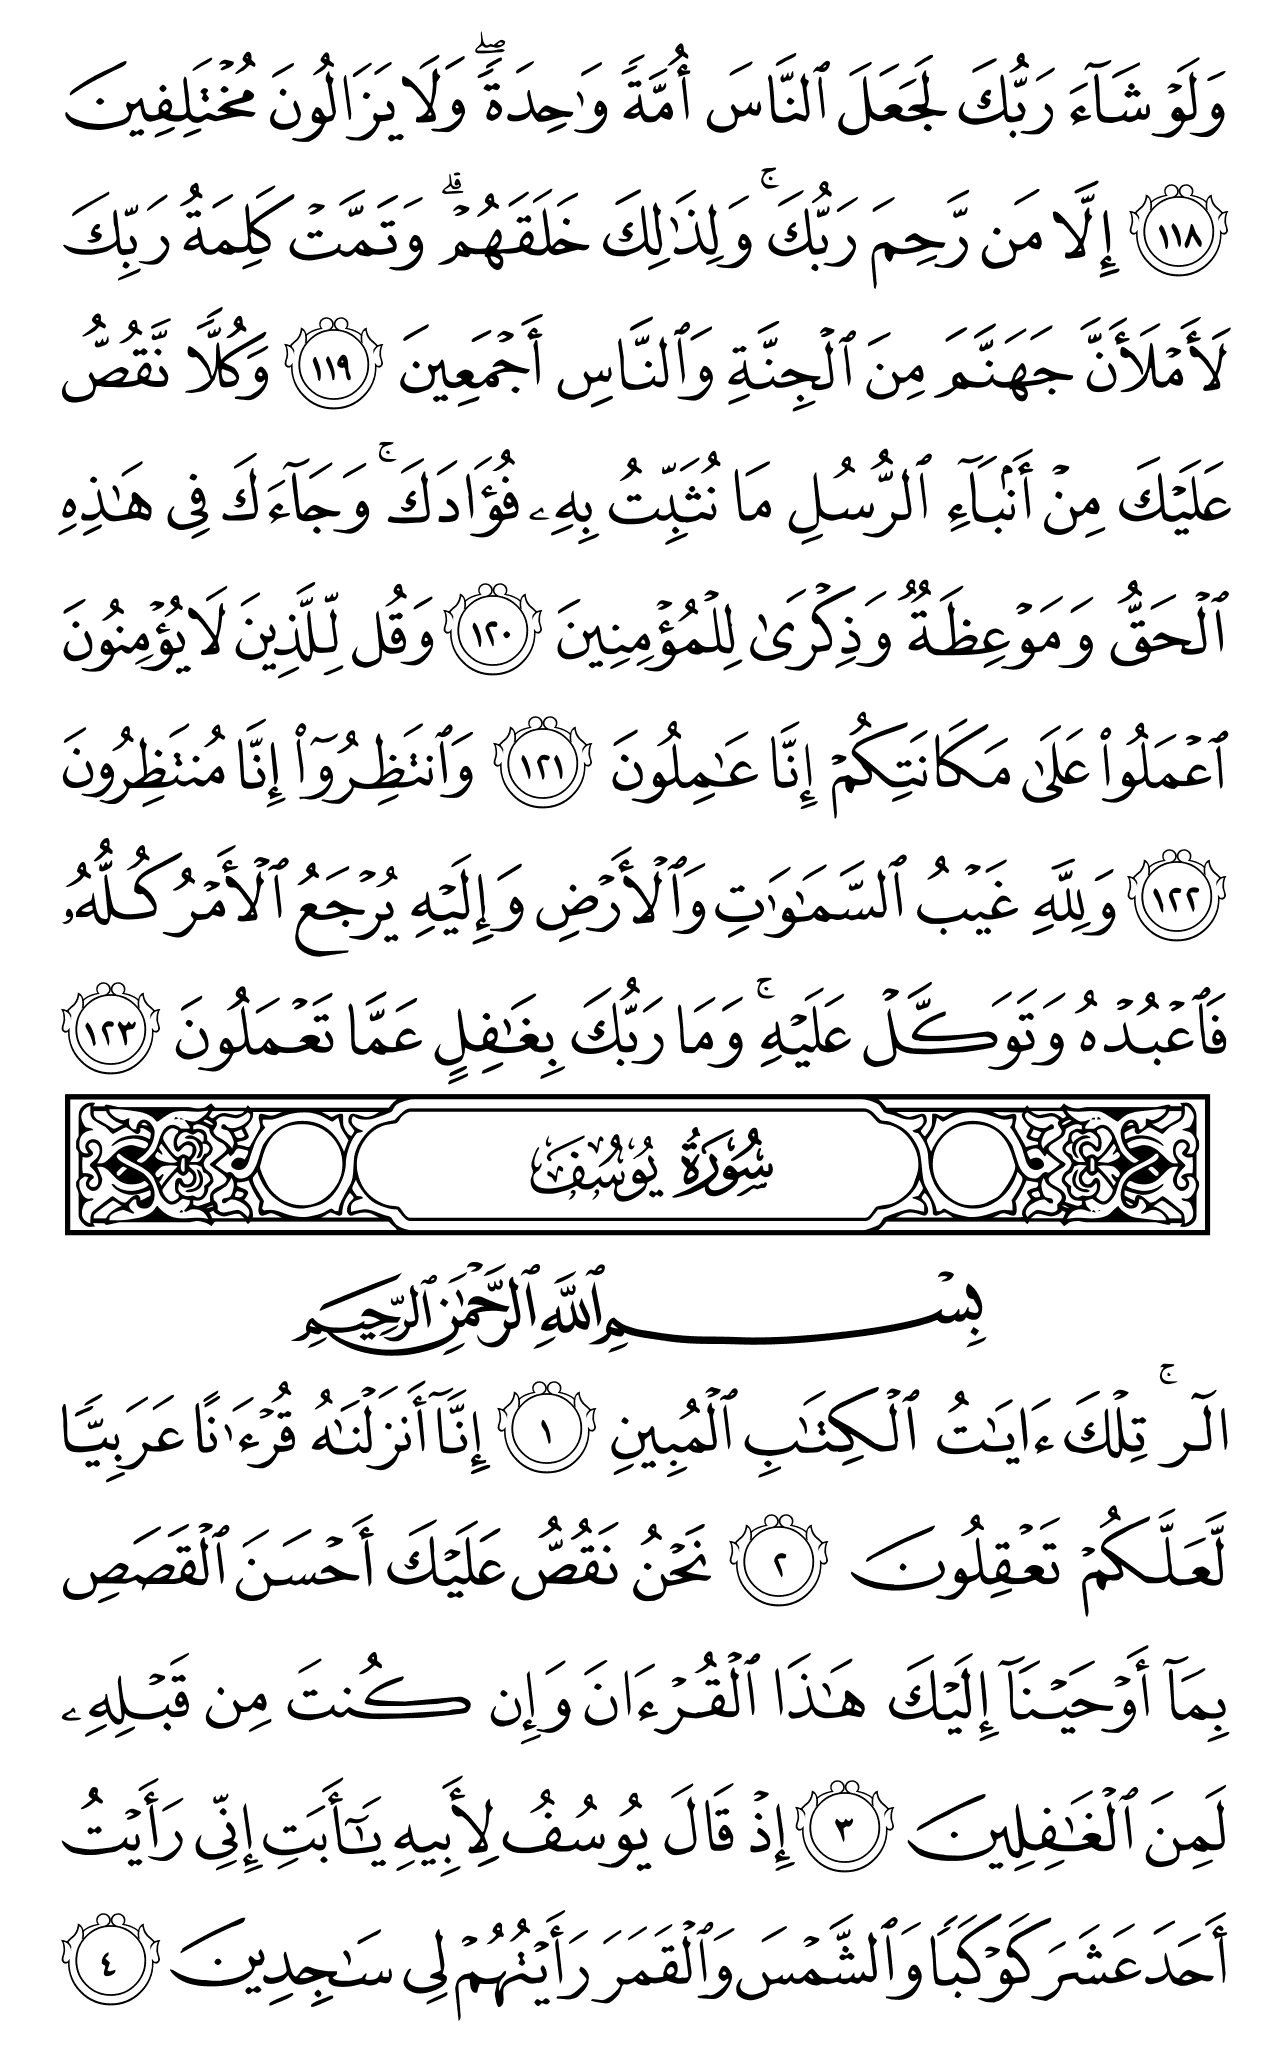 وَلَوْ شَآءَ رَبُّكَ لَجَعَلَ ٱلنَّاسَ أُمَّةً وَٰحِدَةً ۖ وَلَا يَزَالُونَ مُخْتَلِفِينَ
١١٨ إِلَّا مَن رَّحِمَ رَبُّكَ ۚ وَلِذَٰلِكَ خَلَقَهُمْ ۗ وَتَمَّتْ كَلِمَةُ رَبِّكَ
لَأَمْلَأَنَّ جَهَنَّمَ مِنَ ٱلْجِنَّةِ وَٱلنَّاسِ أَجْمَعِينَ ١١٩ وَكُلًّا نَّقُصُّ
عَلَيْكَ مِنْ أَنۢبَآءِ ٱلرُّسُلِ مَا نُثَبِّتُ بِهِۦ فُؤَادَكَ ۚ وَجَآءَكَ فِى هَٰذِهِ
ٱلْحَقُّ وَمَوْعِظَةٌ وَذِكْرَىٰ لِلْمُؤْمِنِينَ ١٢٠ وَقُل لِّلَّذِينَ لَا يُؤْمِنُونَ
ٱعْمَلُوا۟ عَلَىٰ مَكَانَتِكُمْ إِنَّا عَٰمِلُونَ ١٢١ وَٱنتَظِرُوٓا۟ إِنَّا مُنتَظِرُونَ
١٢٢ وَلِلَّهِ غَيْبُ ٱلسَّمَٰوَٰتِ وَٱلْأَرْضِ وَإِلَيْهِ يُرْجَعُ ٱلْأَمْرُ كُلُّهُۥ
فَٱعْبُدْهُ وَتَوَكَّلْ عَلَيْهِ ۚ وَمَا رَبُّكَ بِغَٰفِلٍ عَمَّا تَعْمَلُونَ ١٢٣
سُورَةُ يُوسُفَ
بِسْمِ ٱللَّهِ ٱلرَّحْمَٰنِ ٱلرَّحِيمِ
الٓر ۚ تِلْكَ ءَايَٰتُ ٱلْكِتَٰبِ ٱلْمُبِينِ ١ إِنَّآ أَنزَلْنَٰهُ قُرْءَٰنًا عَرَبِيًّا
لَّعَلَّكُمْ تَعْقِلُونَ ٢ نَحْنُ نَقُصُّ عَلَيْكَ أَحْسَنَ ٱلْقَصَصِ
بِمَآ أَوْحَيْنَآ إِلَيْكَ هَٰذَا ٱلْقُرْءَانَ وَإِن كُنتَ مِن قَبْلِهِۦ
لَمِنَ ٱلْغَٰفِلِينَ ٣ إِذْ قَالَ يُوسُفُ لِأَبِيهِ يَٰٓأَبَتِ إِنِّى رَأَيْتُ
أَحَدَ عَشَرَ كَوْكَبًا وَٱلشَّمْسَ وَٱلْقَمَرَ رَأَيْتُهُمْ لِى سَٰجِدِينَ ٤